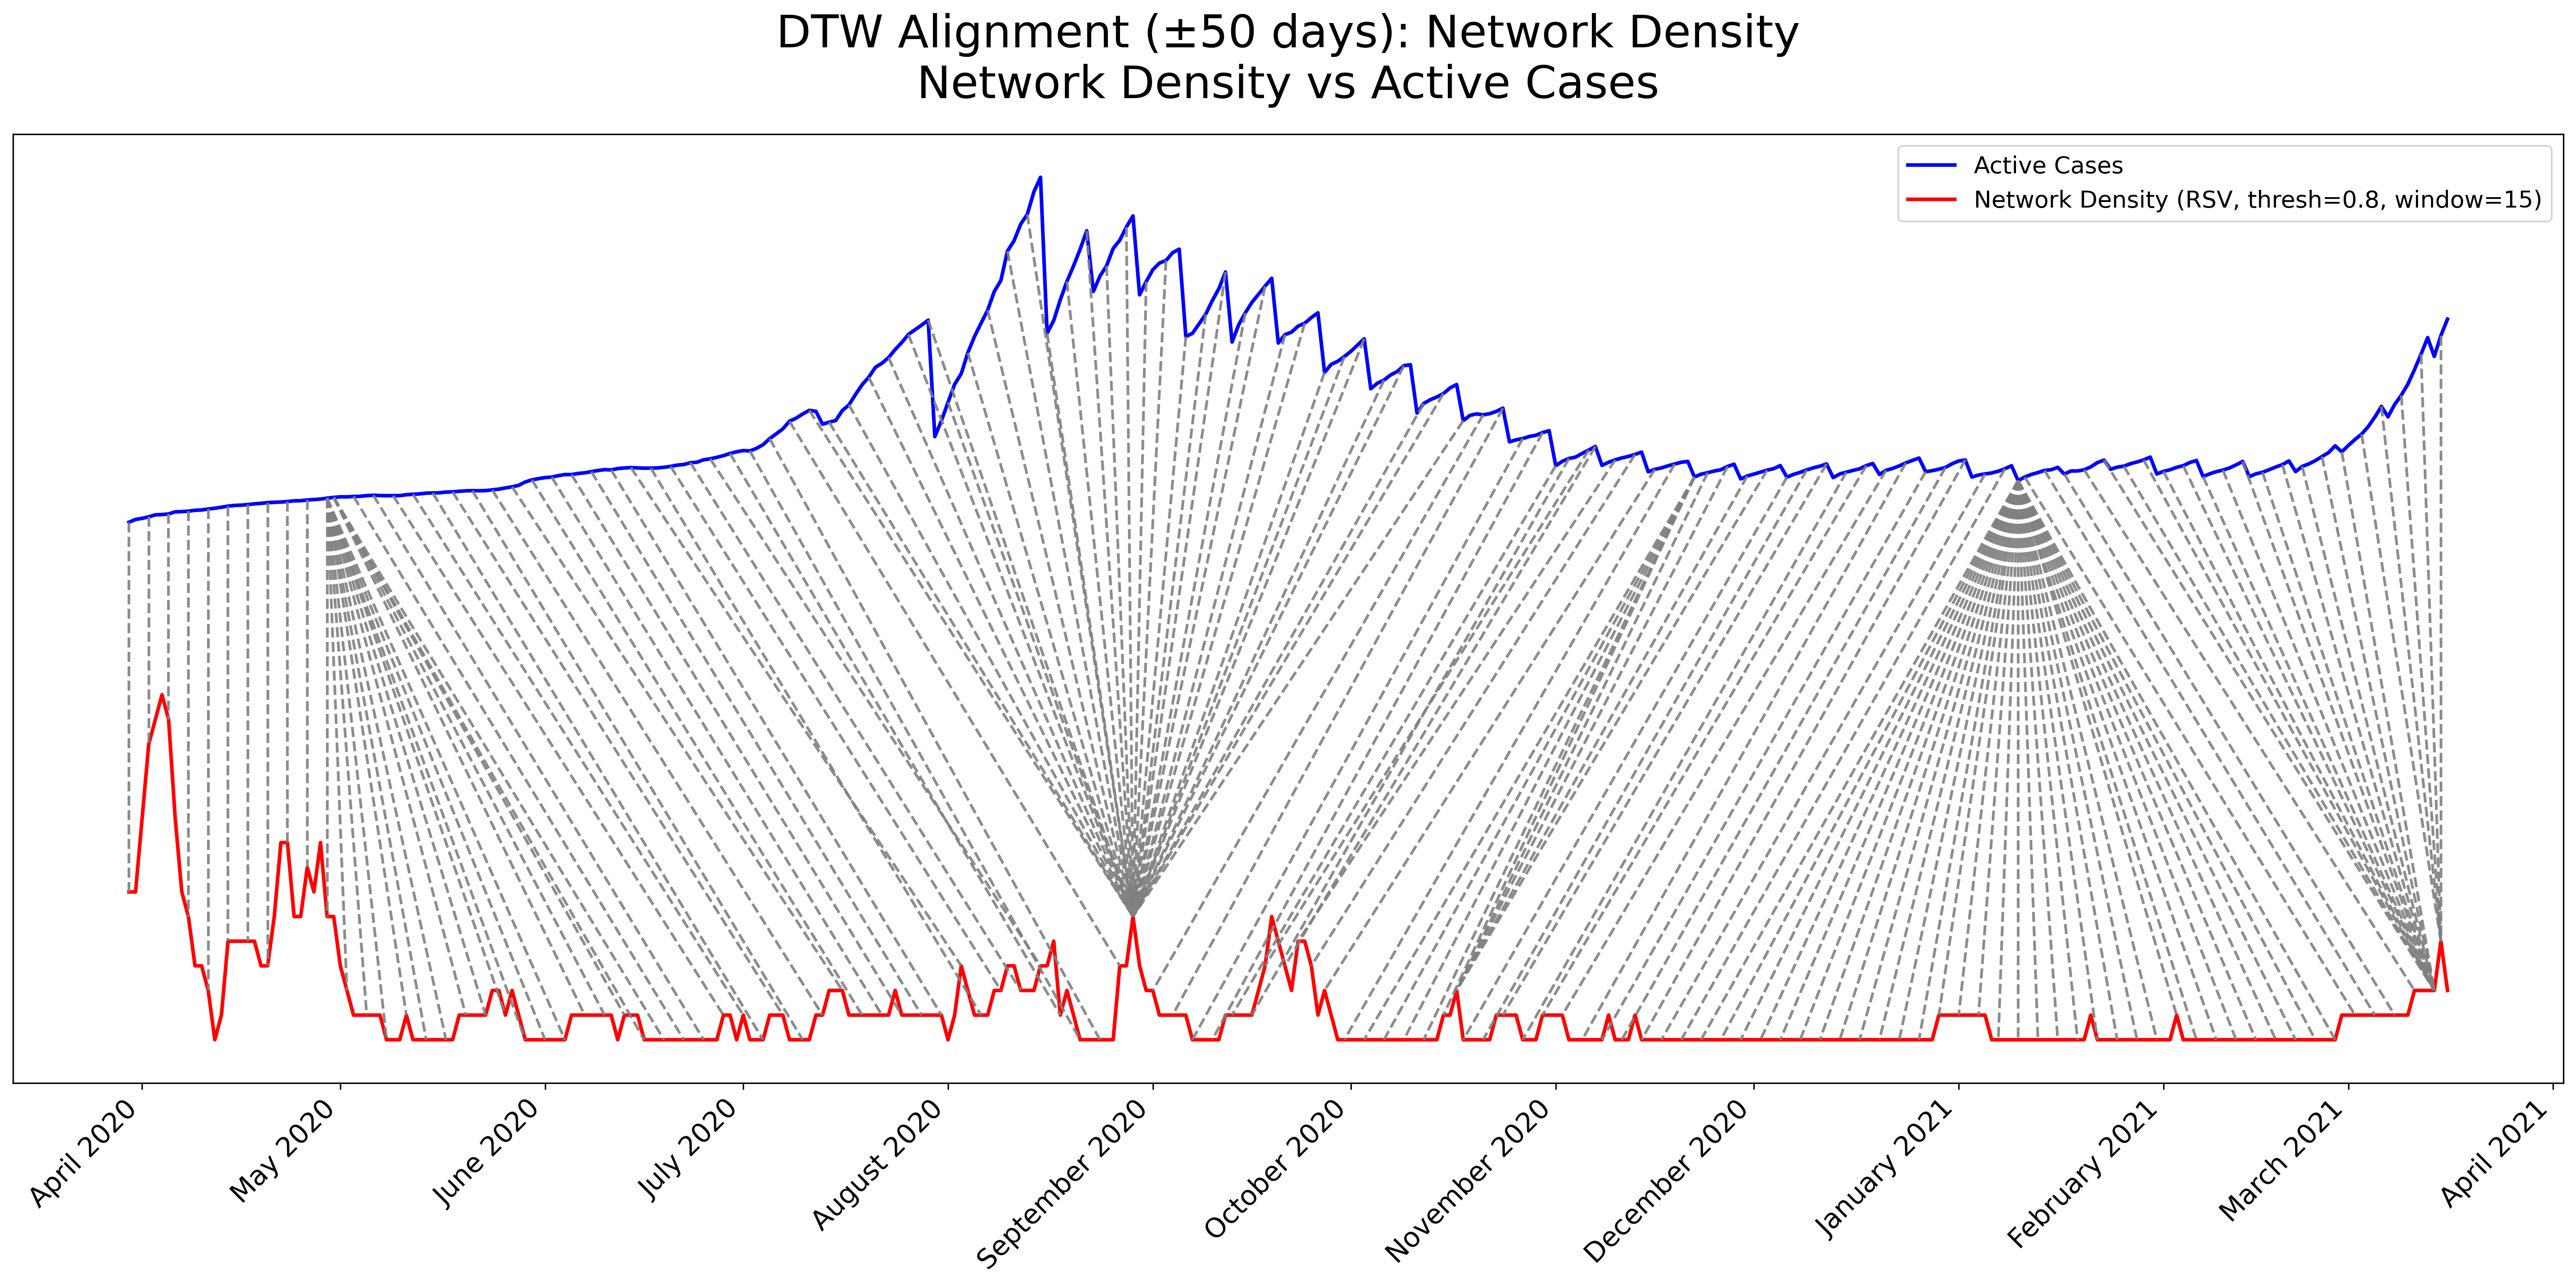 DTW Alignment (±50 days): Network Density
Network Density vs Active Cases
Active Cases
Network Density (RSV, thresh=0.8, window=15)
April 2020
May 2020
June 2020
July 2020
August 2020
September 2020
October 2020
November 2020
December 2020
January 2021
February 2021
March 2021
April 2021